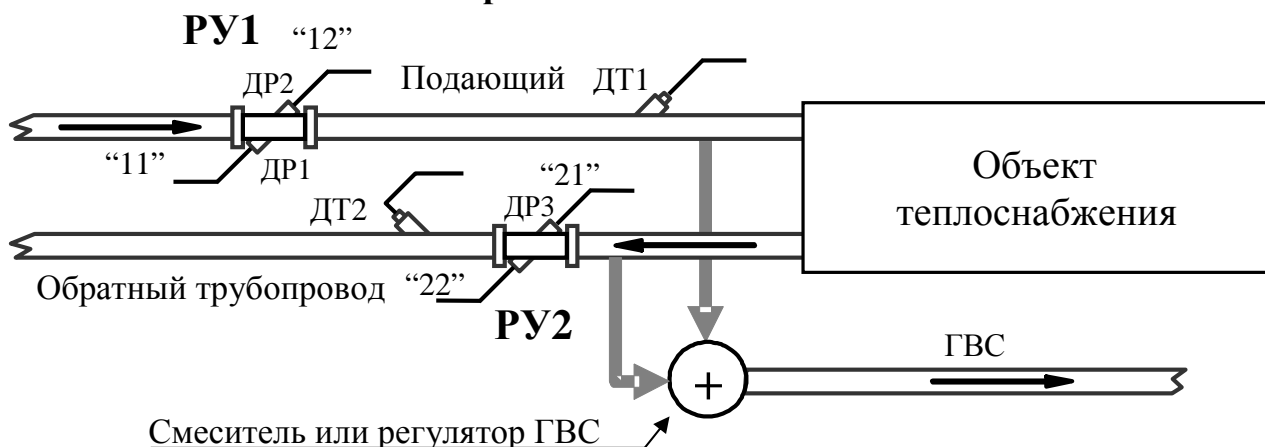 РУ1 “12”
ДР2 Подающий ДТ1
“11” ДР1
Объект
теплоснабжения
ДТ2 ДР3 “21”
Обратный трубопровод “22”
РУ2
ГВС
+
Смеситель или регулятор ГВС